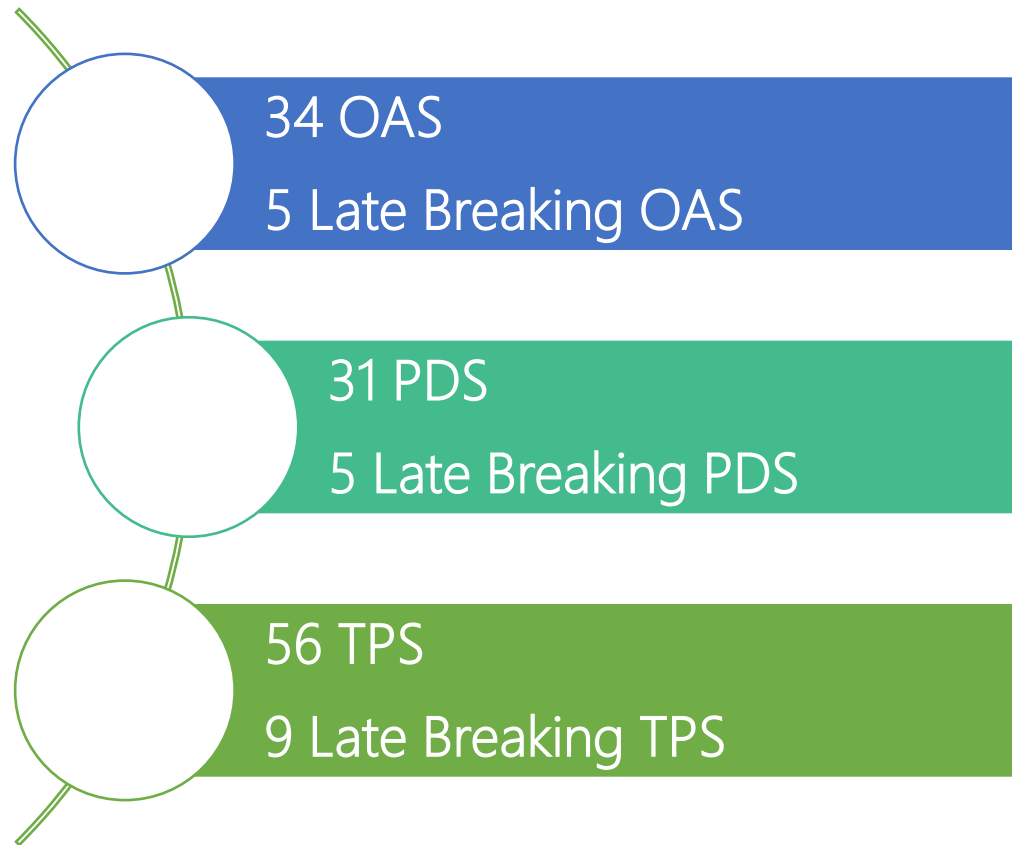 34 OAS
5 Late Breaking OAS
31 PDS
5 Late Breaking PDS
56 TPS
9 Late Breaking TPS